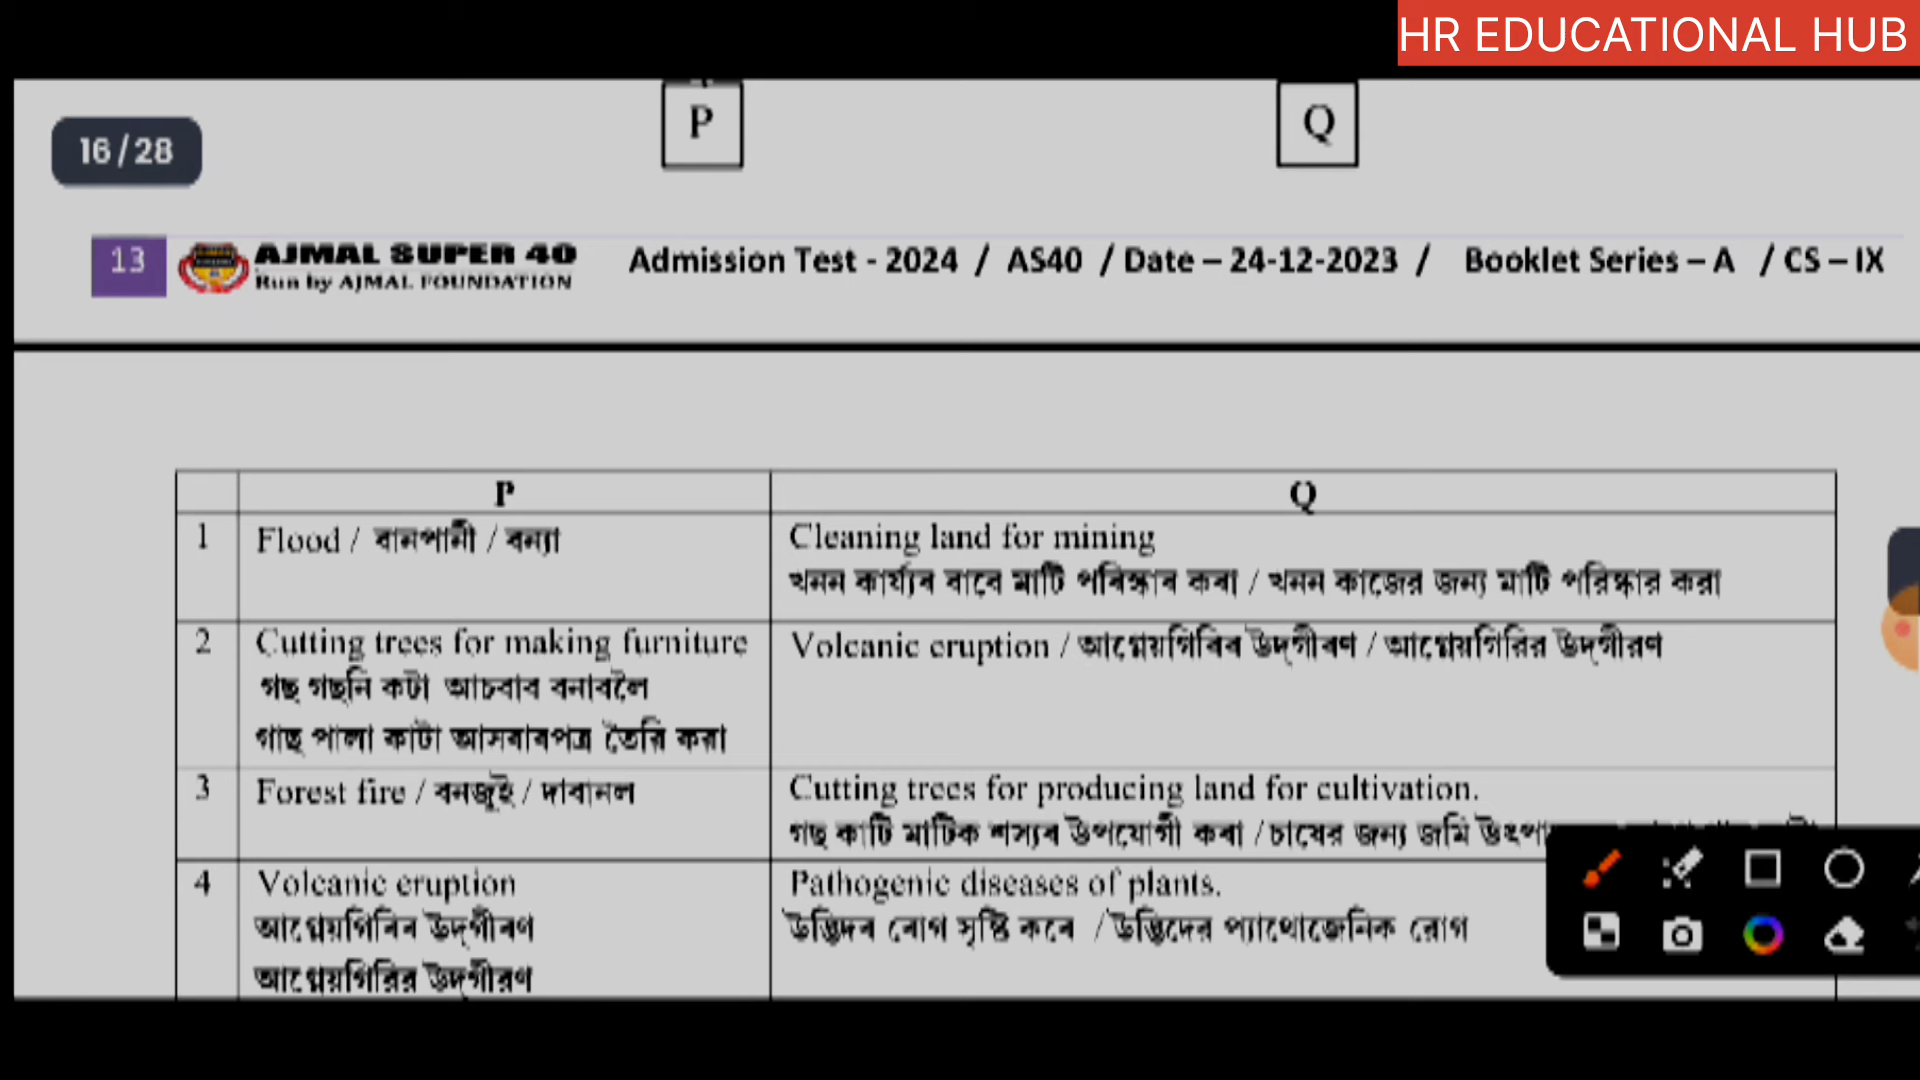 HR EDUCATIONAL HUB
P
Q
16/28
13
AJMAL SUPER 40
Run by AJMAL FOUNDATION
Admission Test - 2024 / AS40 / Date – 24-12-2023 / Booklet Series – A / CS – IX
P
Q
1
Flood / বানপানী / বন্যা
Cleaning land for mining
খনন কাৰ্য্যৰ বাবে মাটি পৰিস্কাৰ কৰা / খনন কাজের জন্য মাটি পরিষ্কার করা
2
Cutting trees for making furniture
গছ গছনি কটা আচবাব বনাবলৈ
গাছ পালা কাটা আসবাবপত্র তৈরি করা
Volcanic eruption / আগ্নেয়গিৰিৰ উদ্গীৰণ / আগ্নেয়গিরির উদ্গীরণ
3
Forest fire / বনজুই / দাবানল
Cutting trees for producing land for cultivation.
গছ কাটি মাটিক শস্যৰ উপযোগী কৰা / চাষের জন্য জমি
4
Volcanic eruption
আগ্নেয়গিৰিৰ উদ্গীৰণ
আগ্নেয়গিরির উদ্গীরণ
Pathogenic diseases of plants.
উদ্ভিদৰ ৰোগ সৃষ্টি কৰে / উদ্ভিদের প্যাথোজেনিক রোগ